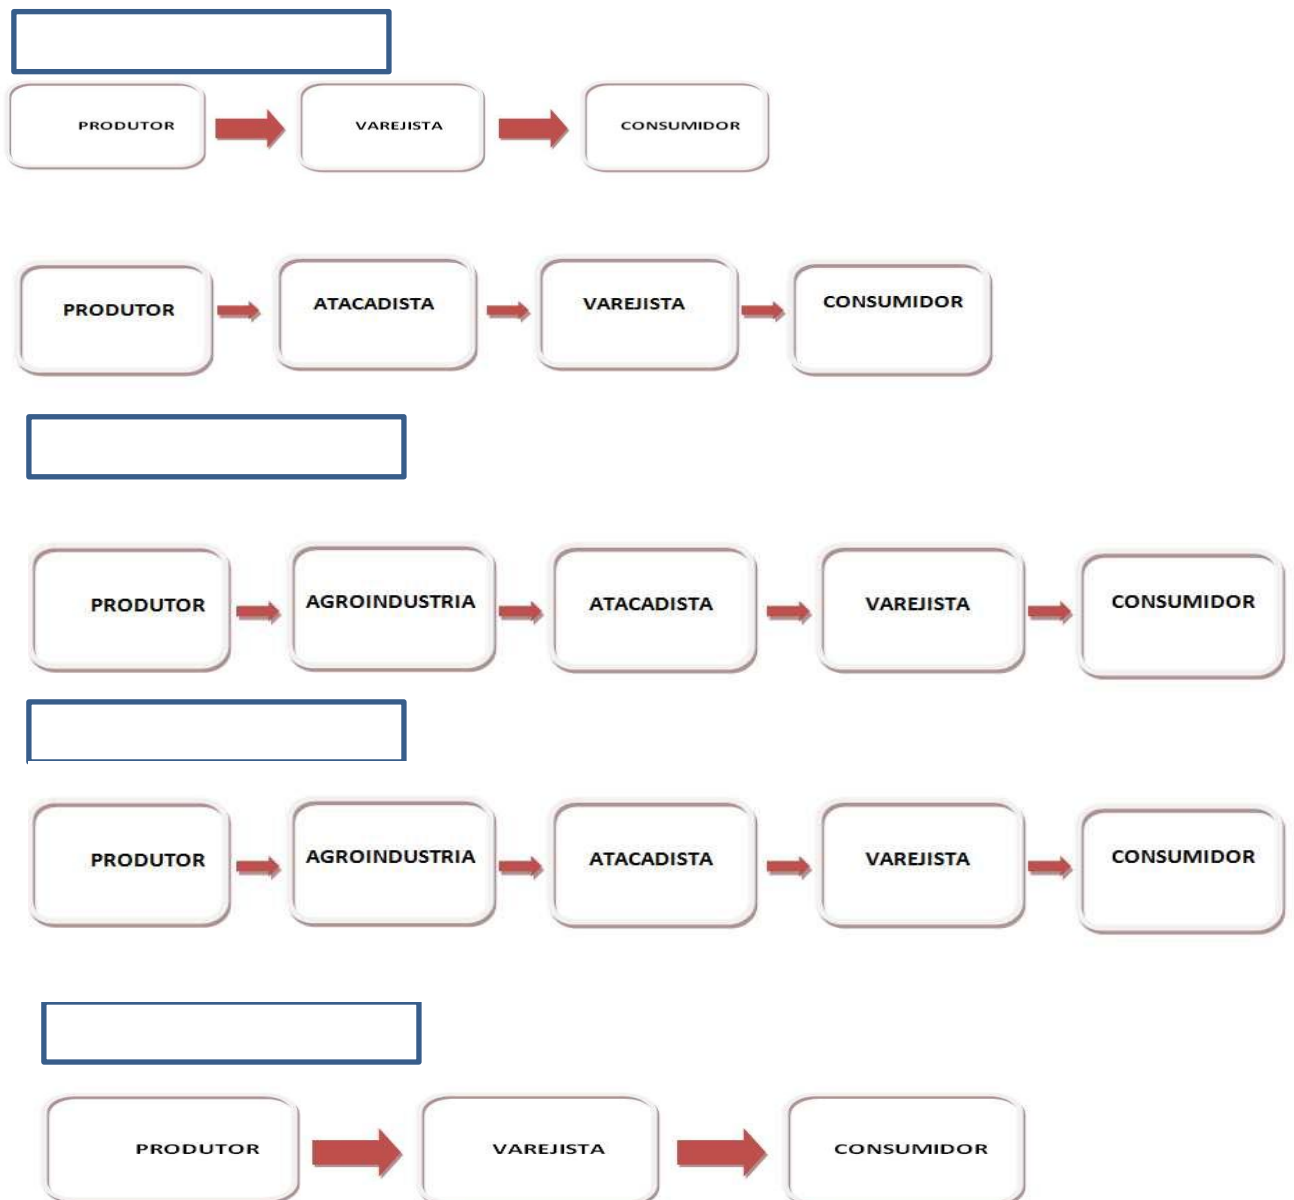 PRODUTOR VAREJISTA CONSUMIDOR
PRODUTOR ATACADISTA VAREJISTA CONSUMIDOR
PRODUTOR AGROINDUSTRIA ATACADISTA VAREJISTA CONSUMIDOR
PRODUTOR AGROINDUSTRIA ATACADISTA VAREJISTA CONSUMIDOR
PRODUTOR VAREJISTA CONSUMIDOR